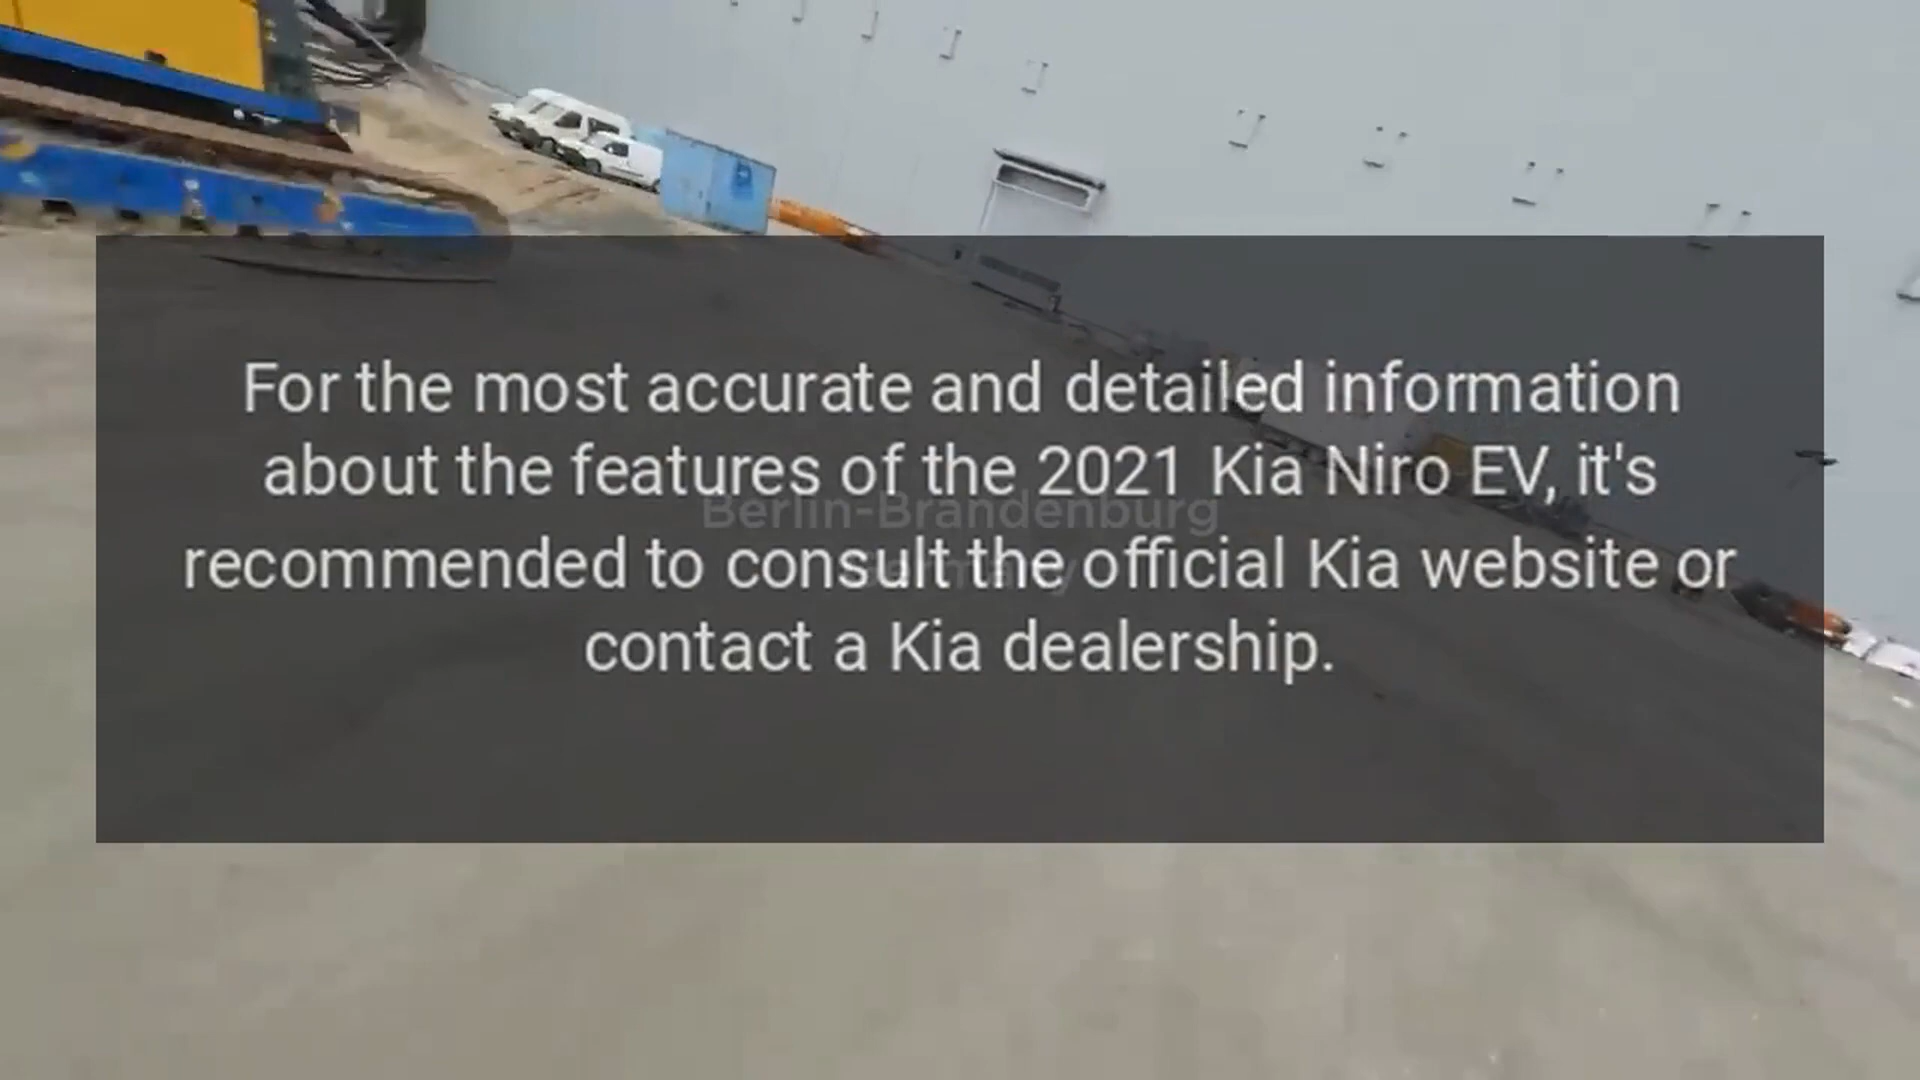 For the most accurate and detailed information
about the features of the 2021 Kia Niro EV, it's
Berlin-Brandenburg
recommended to consult the official Kia website or
Germany
contact a Kia dealership.